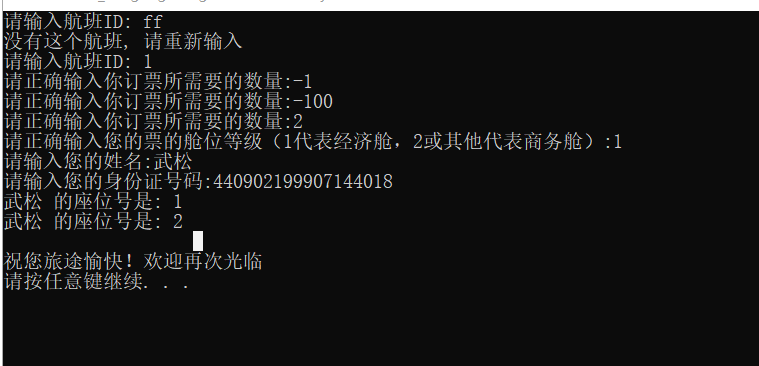 请输入航班ID: ff
没有这个航班, 请重新输入
请输入航班ID: 1
请正确输入你订票所需要的数量:-1
请正确输入你订票所需要的数量:-100
请正确输入你订票所需要的数量:2
请正确输入您的票的舱位等级（1代表经济舱，2或其他代表商务舱）:1
请输入您的姓名:武松
请输入您的身份证号码:440902199907144018
武松 的座位号是: 1
武松 的座位号是: 2
祝您旅途愉快! 欢迎再次光临
请按任意键继续. . .